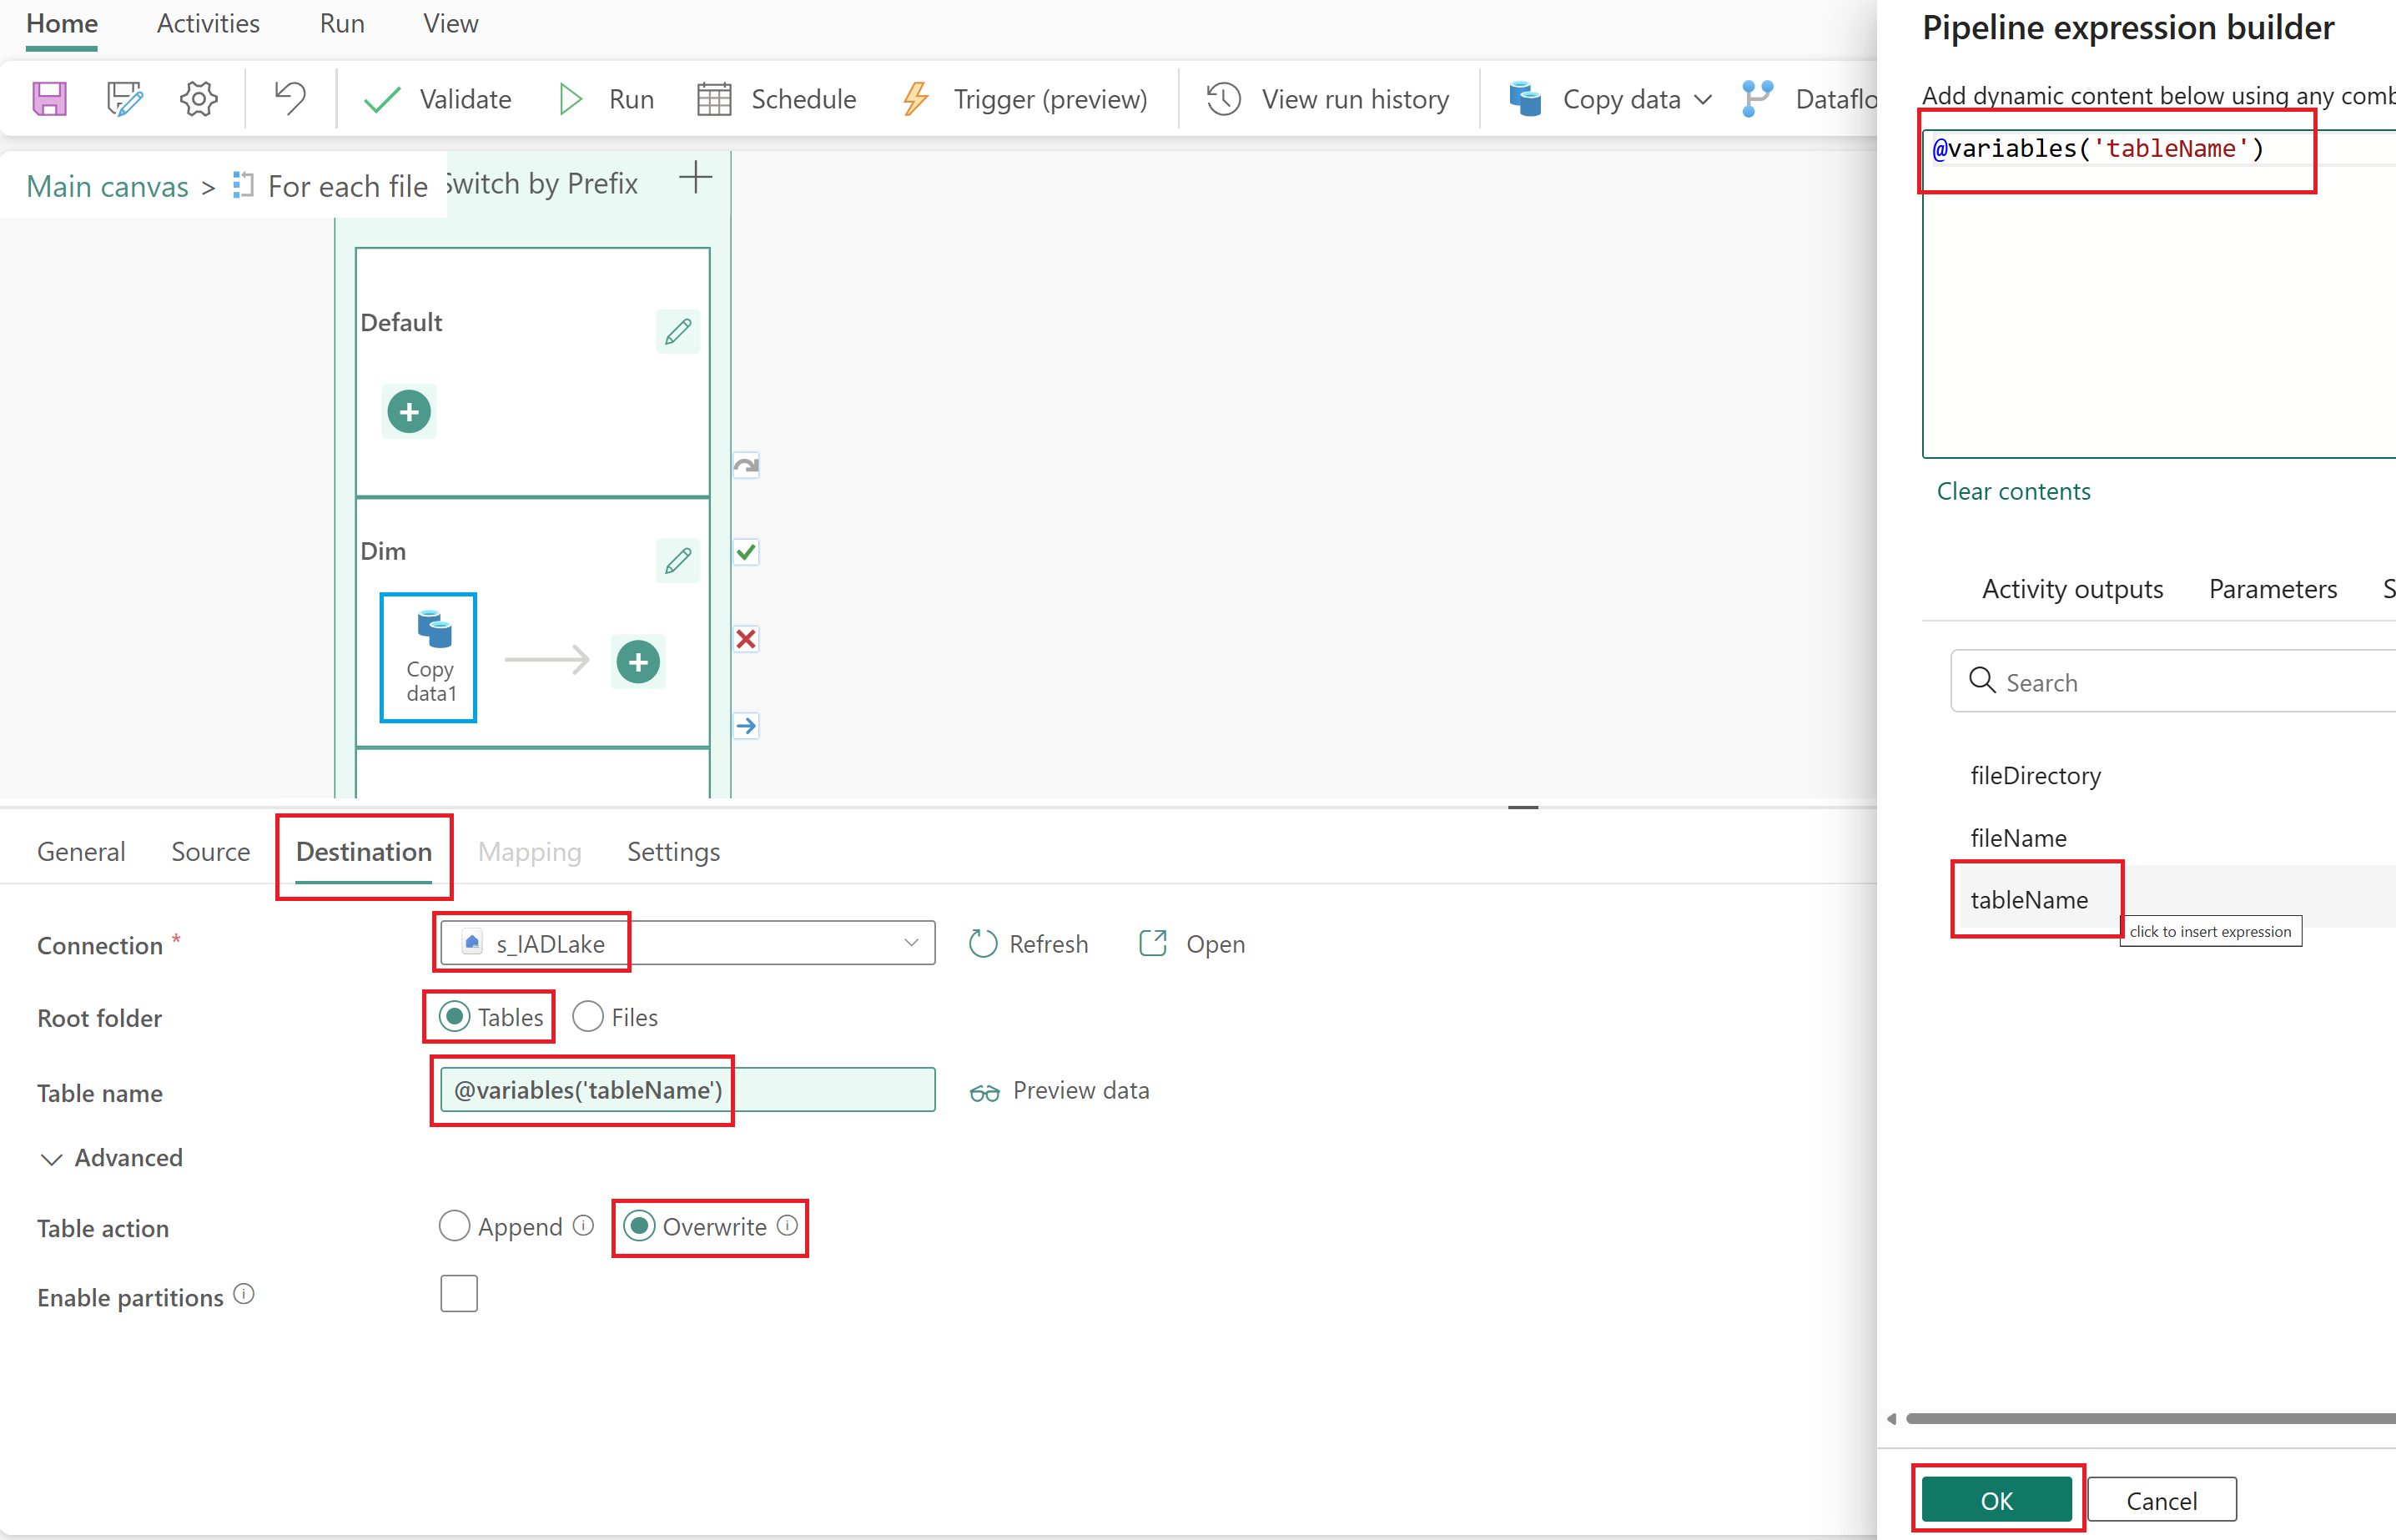 Home Activities Run View
Validate Run Schedule Trigger (preview) View run history Copy data Dataflo
Main canvas > For each file Switch by Prefix
Default
Dim
Copy
data1
General Source Destination Mapping Settings
Connection * s_IADLake Refresh Open
Root folder Tables Files
Table name @variables('tableName') Preview data
Advanced
Table action Append Overwrite
Enable partitions
Pipeline expression builder
Add dynamic content below using any comb
@variables('tableName')
Clear contents
Activity outputs Parameters S
Search
fileDirectory
fileName
tableName
click to insert expression
OK Cancel